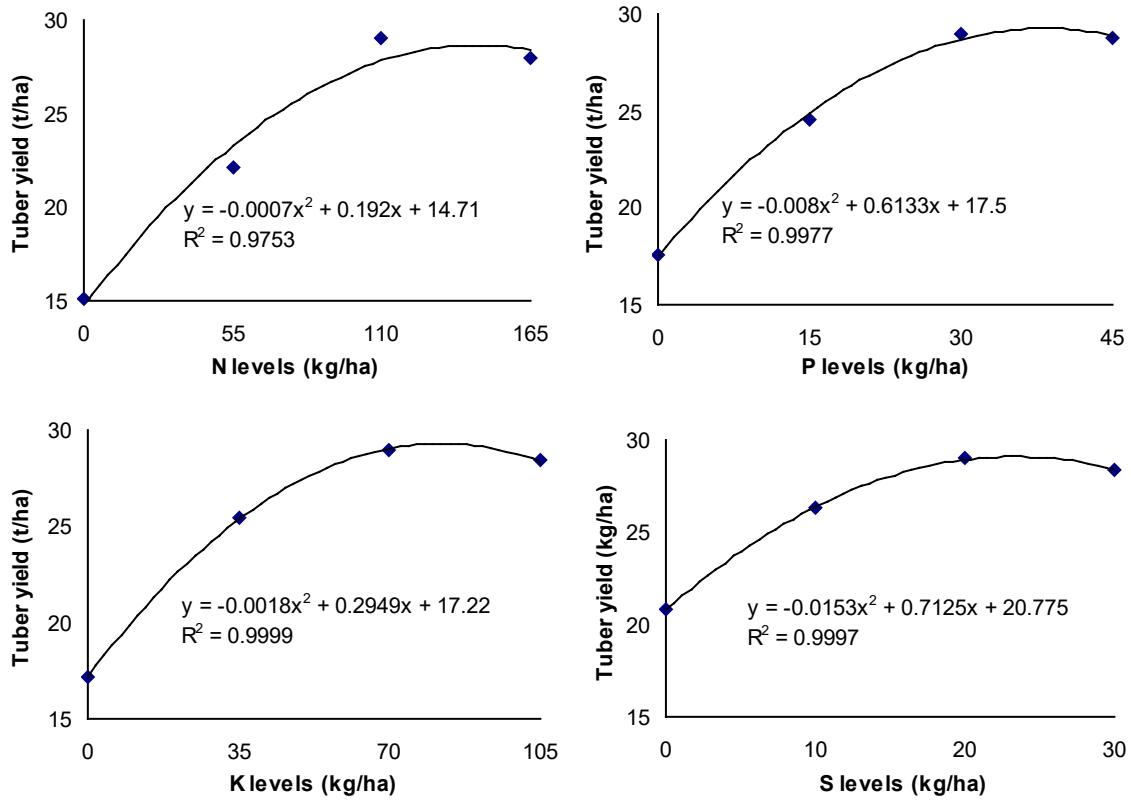 30
25
20
15
Tuber yield (t/ha)
y = -0.0007x² + 0.192x + 14.71
R² = 0.9753
0 55 110 165
N levels (kg/ha)
30
25
20
15
Tuber yield (t/ha)
y = -0.008x² + 0.6133x + 17.5
R² = 0.9977
0 15 30 45
P levels (kg/ha)
30
25
20
15
Tuber yield (t/ha)
y = -0.0018x² + 0.2949x + 17.22
R² = 0.9999
0 35 70 105
K levels (kg/ha)
30
25
20
15
Tuber yield (kg/ha)
y = -0.0153x² + 0.7125x + 20.775
R² = 0.9997
0 10 20 30
S levels (kg/ha)